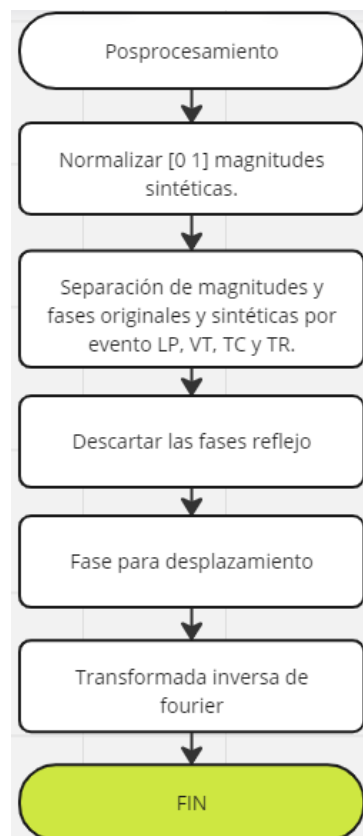 Posprocesamiento
Normalizar [0 1] magnitudes
sintéticas.
Separación de magnitudes y
fases originales y sintéticas por
evento LP, VT, TC y TR.
Descartar las fases reflejo
Fase para desplazamiento
Transformada inversa de
fourier
FIN